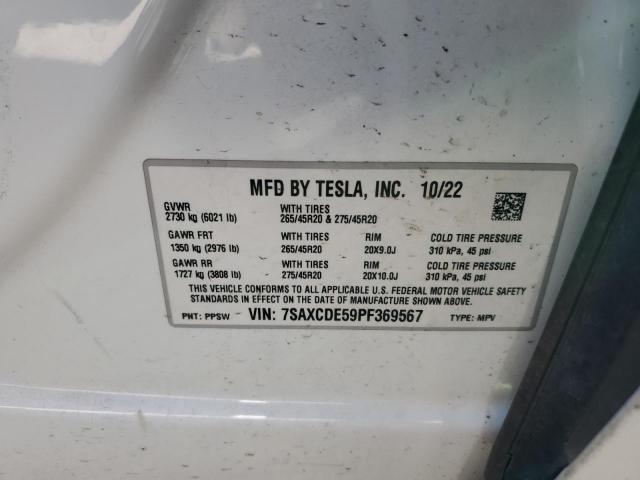 MFD BY TESLA, INC. 10/22
GVWR WITH TIRES
2730 kg (6021 lb) 265/45R20 & 275/45R20
GAWR FRT WITH TIRES RIM COLD TIRE PRESSURE
1350 kg (2976 lb) 265/45R20 20X9.0J 310 kPa, 45 psi
GAWR RR WITH TIRES RIM COLD TIRE PRESSURE
1727 kg (3808 lb) 275/45R20 20X10.0J 310 kPa, 45 psi
THIS VEHICLE CONFORMS TO ALL APPLICABLE U.S. FEDERAL MOTOR VEHICLE SAFETY
STANDARDS IN EFFECT ON THE DATE OF MANUFACTURE SHOWN ABOVE.
PNT: PPSW VIN: 7SAXCDE59PF369567 TYPE: MPV